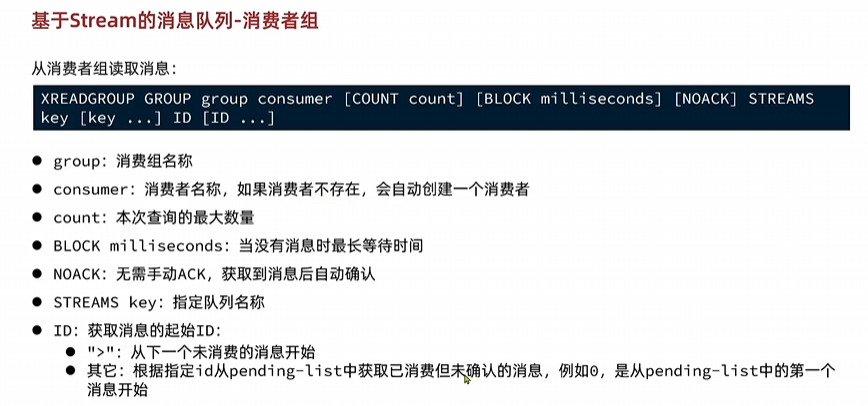 基于Stream的消息队列-消费者组
从消费者组读取消息：
XREADGROUP GROUP group consumer [COUNT count] [BLOCK milliseconds] [NOACK] STREAMS
key [key ...] ID [ID ...]
● group：消费组名称
● consumer：消费者名称，如果消费者不存在，会自动创建一个消费者
● count：本次查询的最大数量
● BLOCK milliseconds：当没有消息时最长等待时间
● NOACK：无需手动ACK，获取到消息后自动确认
● STREAMS key：指定队列名称
● ID：获取消息的起始ID：
● ">"：从下一个未消费的消息开始
● 其它：根据指定id从pending-list中获取已消费但未确认的消息，例如0，是从pending-list中的第一个
消息开始